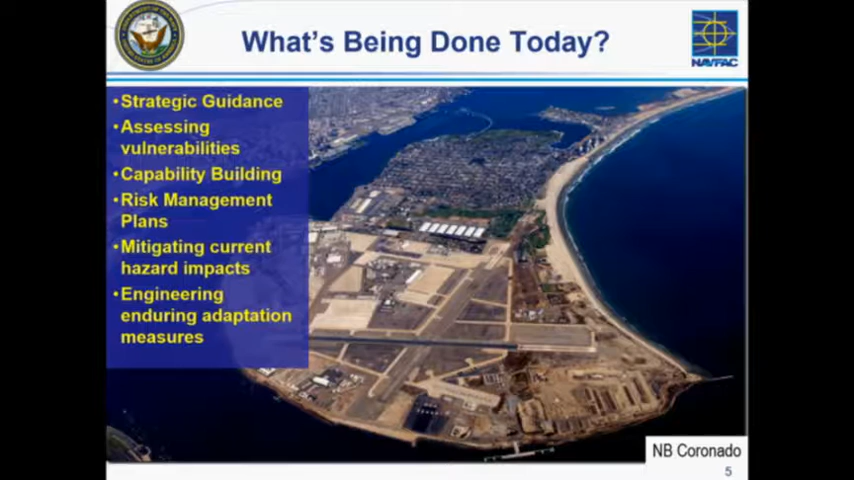 What's Being Done Today?
NAVFAC
•Strategic Guidance
•Assessing
vulnerabilities
•Capability Building
•Risk Management
Plans
•Mitigating current
hazard impacts
•Engineering
enduring adaptation
measures
NB Coronado
5